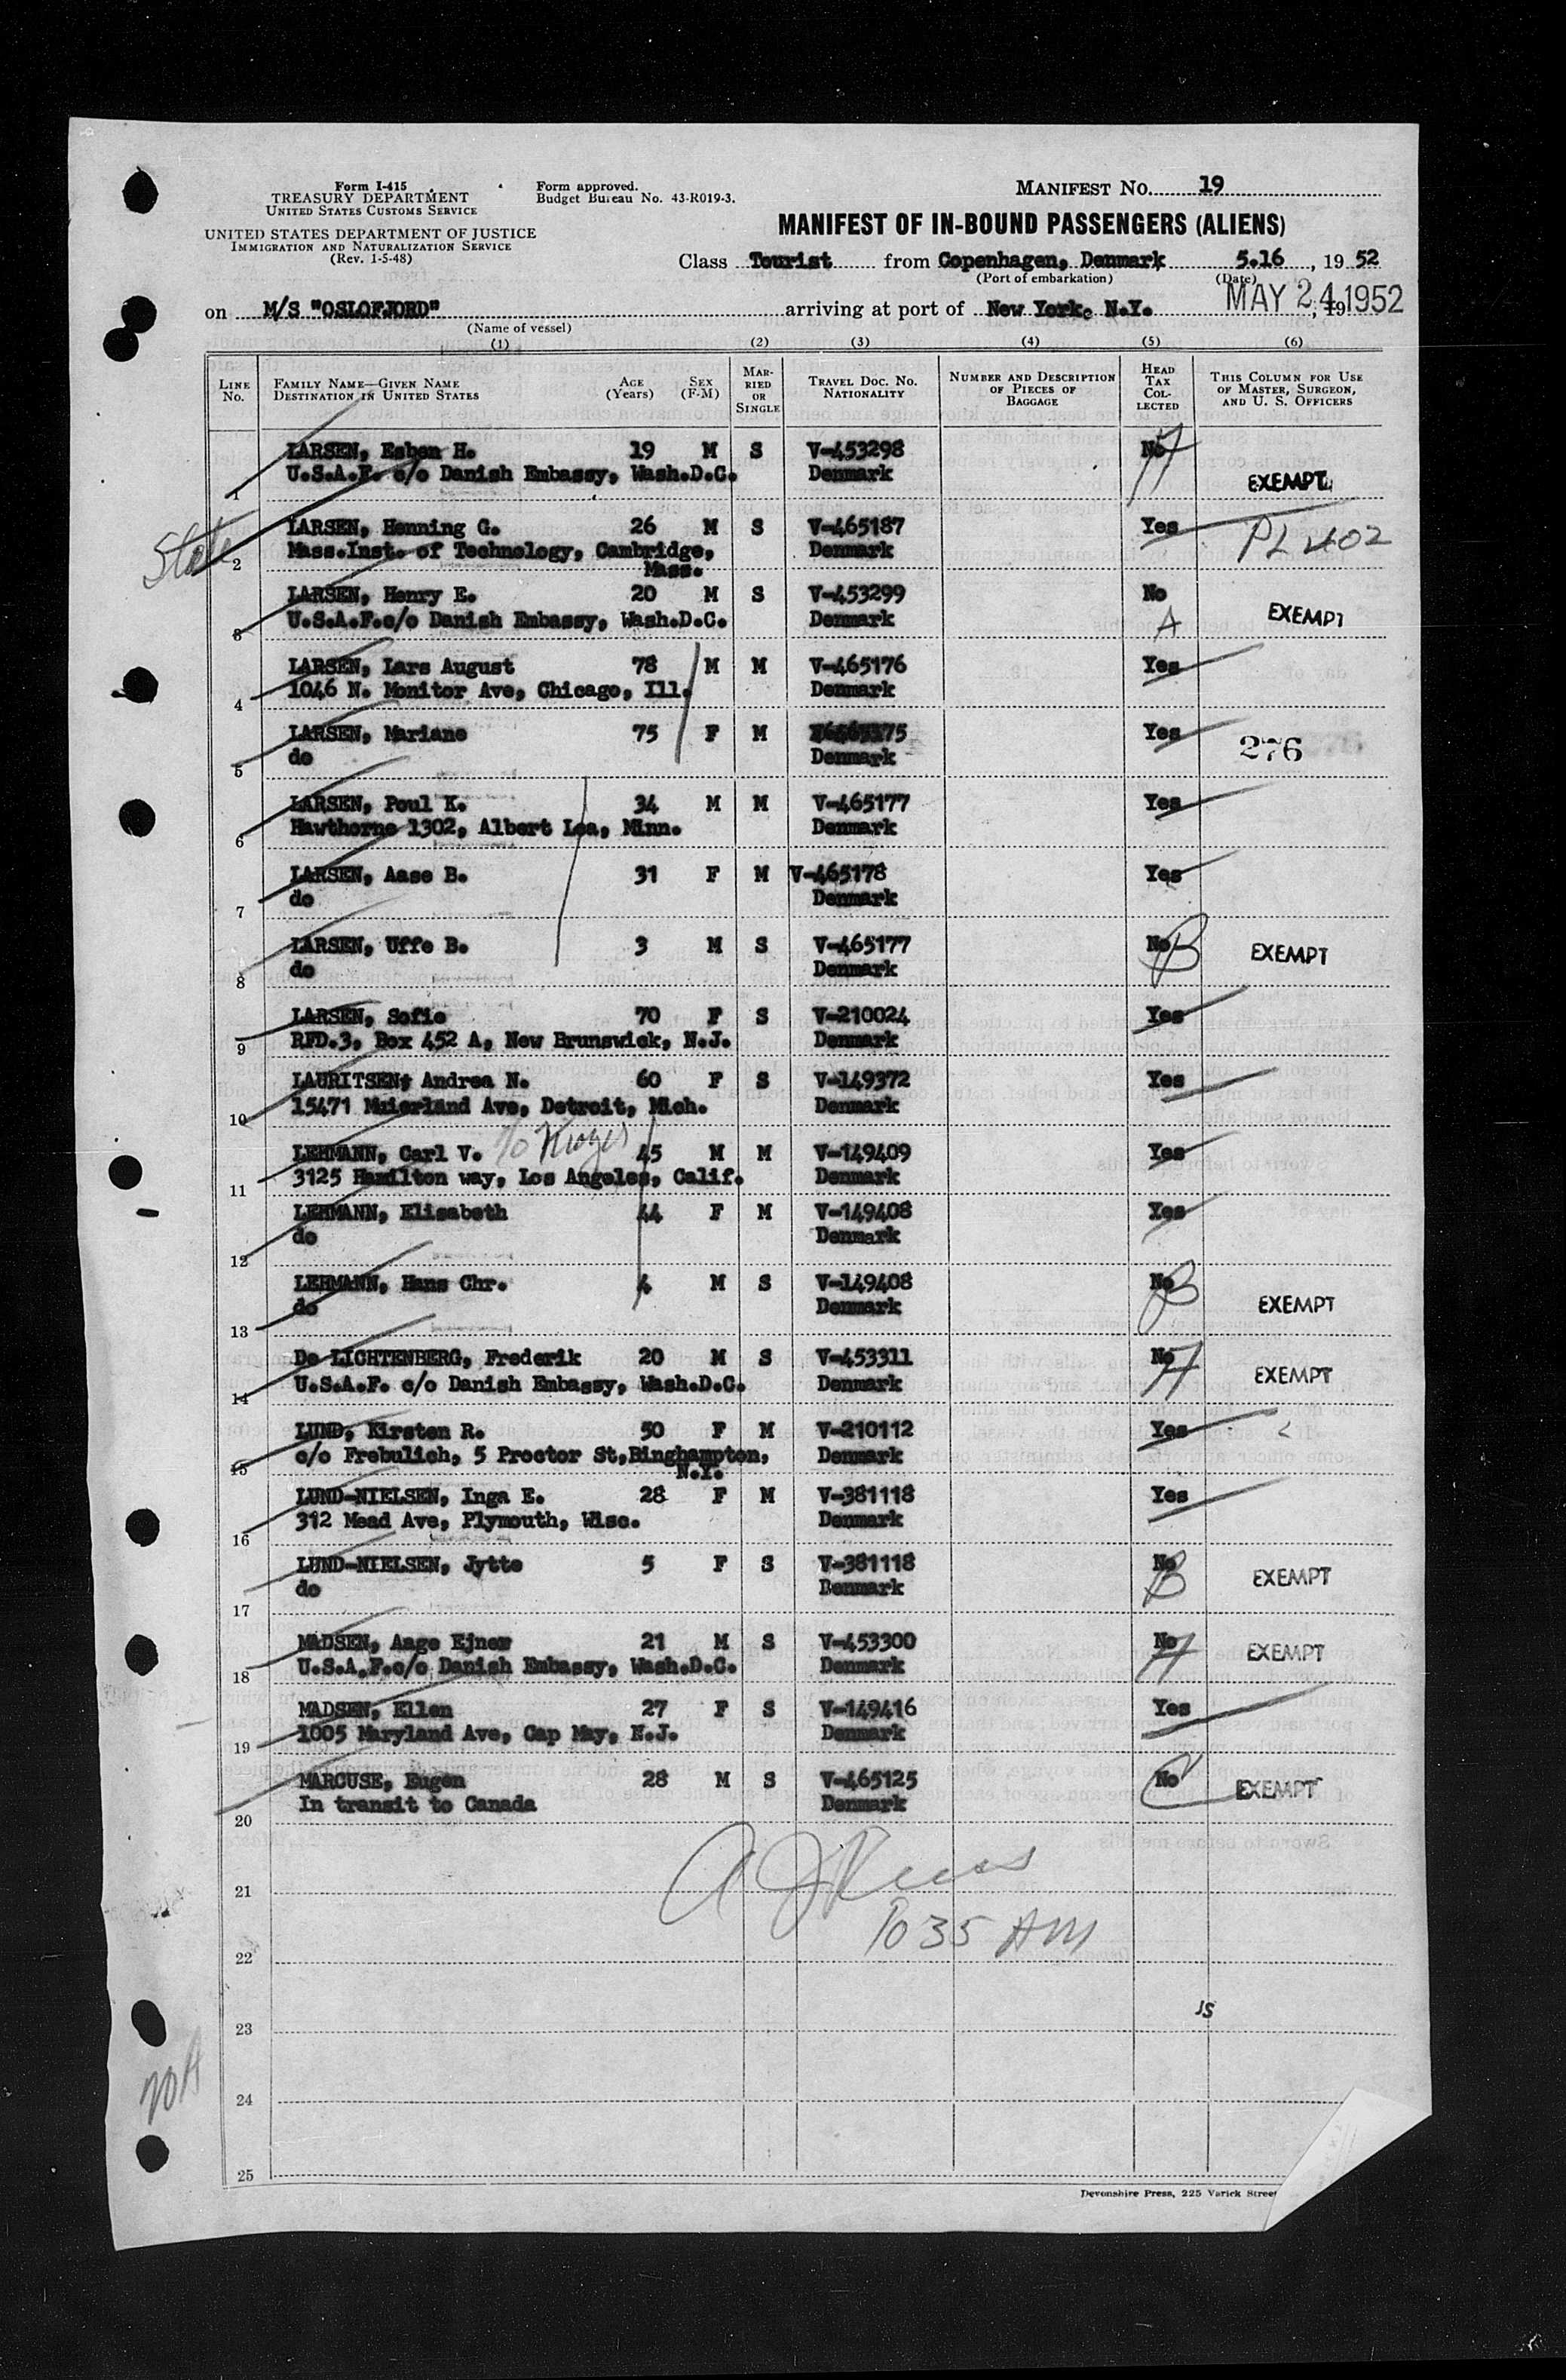 Form I-415
TREASURY DEPARTMENT
UNITED STATES CUSTOMS SERVICE
UNITED STATES DEPARTMENT OF JUSTICE
IMMIGRATION AND NATURALIZATION SERVICE
(Rev. 1-5-48)
Form approved.
Budget Bureau No. 43-R019-3.
MANIFEST NO. 19
MANIFEST OF IN-BOUND PASSENGERS (ALIENS)
Class Tourist from Copenhagen, Denmark 5.16, 1952
(Port of embarkation) (Date)
on M/S "OSLOFJORD" arriving at port of New York, N.Y. MAY 24 1952, 19
(Name of vessel)
(1) (2) (3) (4) (5) (6)
LINE NO. FAMILY NAME—GIVEN NAME DESTINATION IN UNITED STATES AGE (Years) SEX (F-M) MARRIED OR SINGLE TRAVEL DOC. NO. NATIONALITY NUMBER AND DESCRIPTION OF PIECES OF BAGGAGE HEAD TAX COLLECTED THIS COLUMN FOR USE OF MASTER, SURGEON, AND U. S. OFFICERS
LARSEN, Esben H. 19 M S V-453298 No A
1 U.S.A.F. c/o Danish Embassy, Wash.D.C. Denmark EXEMPT
State
LARSEN, Henning G. 26 M S V-465187 Yes PL 402
2 Mass.Inst. of Technology, Cambridge, Denmark
Mass.
LARSEN, Henry E. 20 M S V-453299 No
3 U.S.A.F.c/o Danish Embassy, Wash.D.C. Denmark A EXEMPT
LARSEN, Lars August 78 M M V-465176 Yes
4 1046 N. Monitor Ave, Chicago, Ill. Denmark
LARSEN, Mariane 75 F M Yes
5 do Denmark 276
LARSEN, Poul K. 34 M M V-465177 Yes
6 Hawthorne 1302, Albert Lea, Minn. Denmark
LARSEN, Aase B. 31 F M V-465178 Yes
7 do Denmark
LARSEN, Uffe B. 3 M S V-465177 No B EXEMPT
8 do Denmark
LARSEN, Sofie 70 F S V-210024 Yes
9 RFD.3, Box 452 A, New Brunswick, N.J. Denmark
LAURITSEN, Andrea N. 60 F S V-149372 Yes
10 15471 Muierland Ave, Detroit, Mich. Denmark
LEHMANN, Carl V. 45 M M V-149409 Yes
11 3125 Hamilton way, Los Angeles, Calif. Denmark
LEHMANN, Elisabeth 44 F M V-149408 Yes
12 do Denmark
LEHMANN, Hans Chr. 4 M S V-149408 No B
13 do Denmark EXEMPT
De LICHTENBERG, Frederik 20 M S V-453311 No A
14 U.S.A.F. c/o Danish Embassy, Wash.D.C. Denmark EXEMPT
LUND, Kirsten R. 50 F M V-210112 Yes
15 c/o Frebulich, 5 Proctor St,Binghampton, Denmark
N.Y.
LUND-NIELSEN, Inga E. 28 F M V-381118 Yes
16 312 Mead Ave, Plymouth, Wisc. Denmark
LUND-NIELSEN, Jytte 5 F S V-381118 No B
17 do Denmark EXEMPT
MADSEN, Aage Ejner 21 M S V-453300 No A EXEMPT
18 U.S.A.F.c/o Danish Embassy, Wash.D.C. Denmark
MADSEN, Ellen 27 F S V-149416 Yes
19 1005 Maryland Ave, Cap May, N.J. Denmark
MARCUSE, Eugen 28 M S V-465125 No C EXEMPT
20 In transit to Canada Denmark
21
10 35 AM
22
JS
23
24
25
Devonshire Press, 225 Varick Street